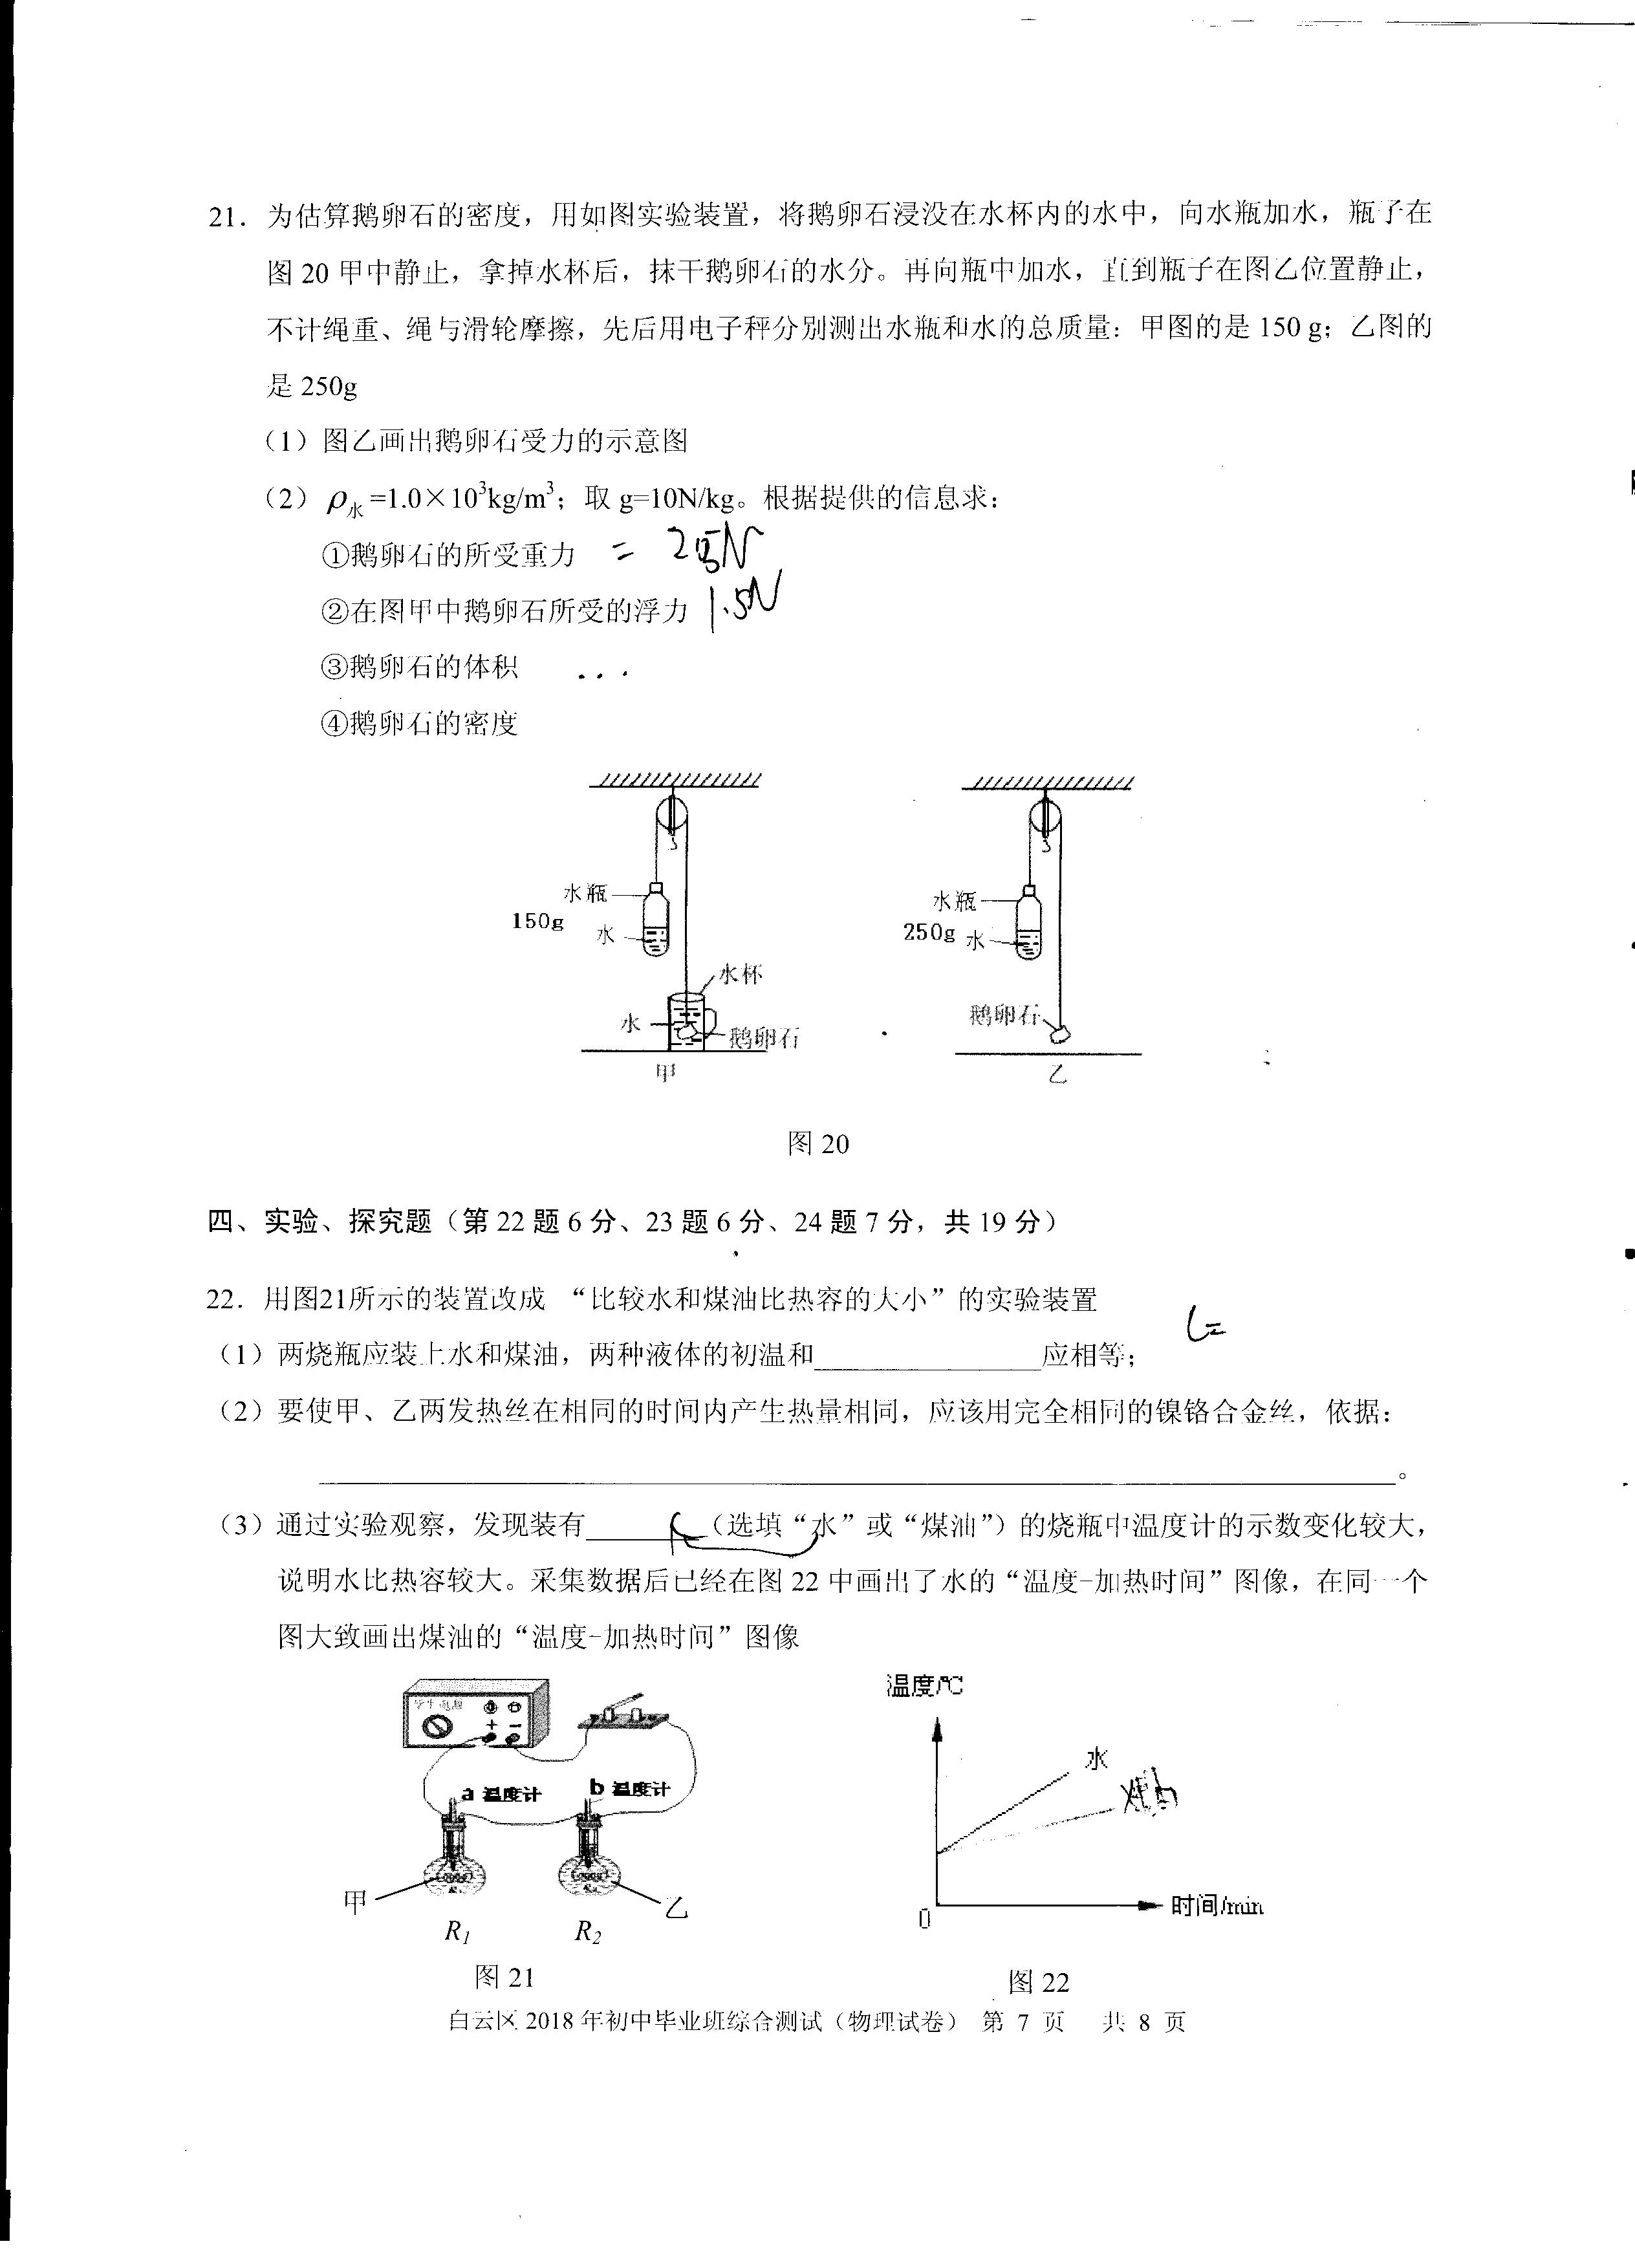 21．为估算鹅卵石的密度，用如图实验装置，将鹅卵石浸没在水杯内的水中，向水瓶加水，瓶子在
图 20 甲中静止，拿掉水杯后，抹干鹅卵石的水分。再向瓶中加水，直到瓶子在图乙位置静止，
不计绳重、绳与滑轮摩擦，先后用电子秤分别测出水瓶和水的总质量：甲图的是 150 g；乙图的
是 250g
（1）图乙画出鹅卵石受力的示意图
（2）ρ水 =1.0×10³kg/m³；取 g=10N/kg。根据提供的信息求：
①鹅卵石的所受重力 =
②在图甲中鹅卵石所受的浮力 1.5N
③鹅卵石的体积 ...
④鹅卵石的密度
水瓶
150g
水
水杯
水
鹅卵石
甲
水瓶
250g 水
鹅卵石
乙
图 20
四、实验、探究题（第 22 题 6 分、23 题 6 分、24 题 7 分，共 19 分）
22．用图21所示的装置改成 “比较水和煤油比热容的大小”的实验装置
（1）两烧瓶应装上水和煤油，两种液体的初温和________________应相等；
（2）要使甲、乙两发热丝在相同的时间内产生热量相同，应该用完全相同的镍铬合金丝，依据：
________________________________。
（3）通过实验观察，发现装有________（选填“水”或“煤油”）的烧瓶中温度计的示数变化较大，
说明水比热容较大。采集数据后已经在图 22 中画出了水的“温度-加热时间”图像，在同一个
图大致画出煤油的“温度-加热时间”图像
学生电源
+ −
a 温度计
b 温度计
甲
乙
R1
R2
图 21
温度/℃
水
0
时间/min
图 22
白云区 2018 年初中毕业班综合测试（物理试卷） 第 7 页 共 8 页